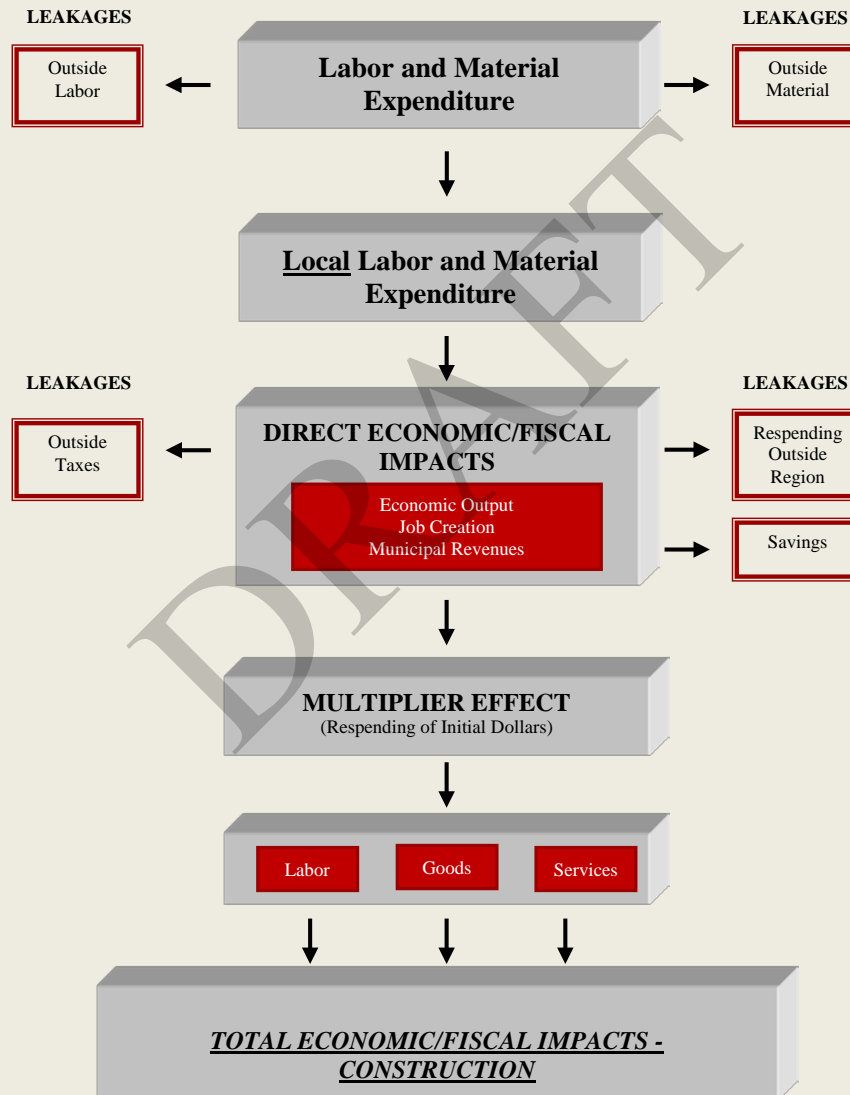 LEAKAGES
LEAKAGES
Outside
Labor
Labor and Material
Expenditure
Outside
Material
Local Labor and Material
Expenditure
LEAKAGES
LEAKAGES
Outside
Taxes
DIRECT ECONOMIC/FISCAL
IMPACTS
Economic Output
Job Creation
Municipal Revenues
Respending
Outside
Region
Savings
MULTIPLIER EFFECT
(Respending of Initial Dollars)
Labor
Goods
Services
TOTAL ECONOMIC/FISCAL IMPACTS -
CONSTRUCTION
DRAFT